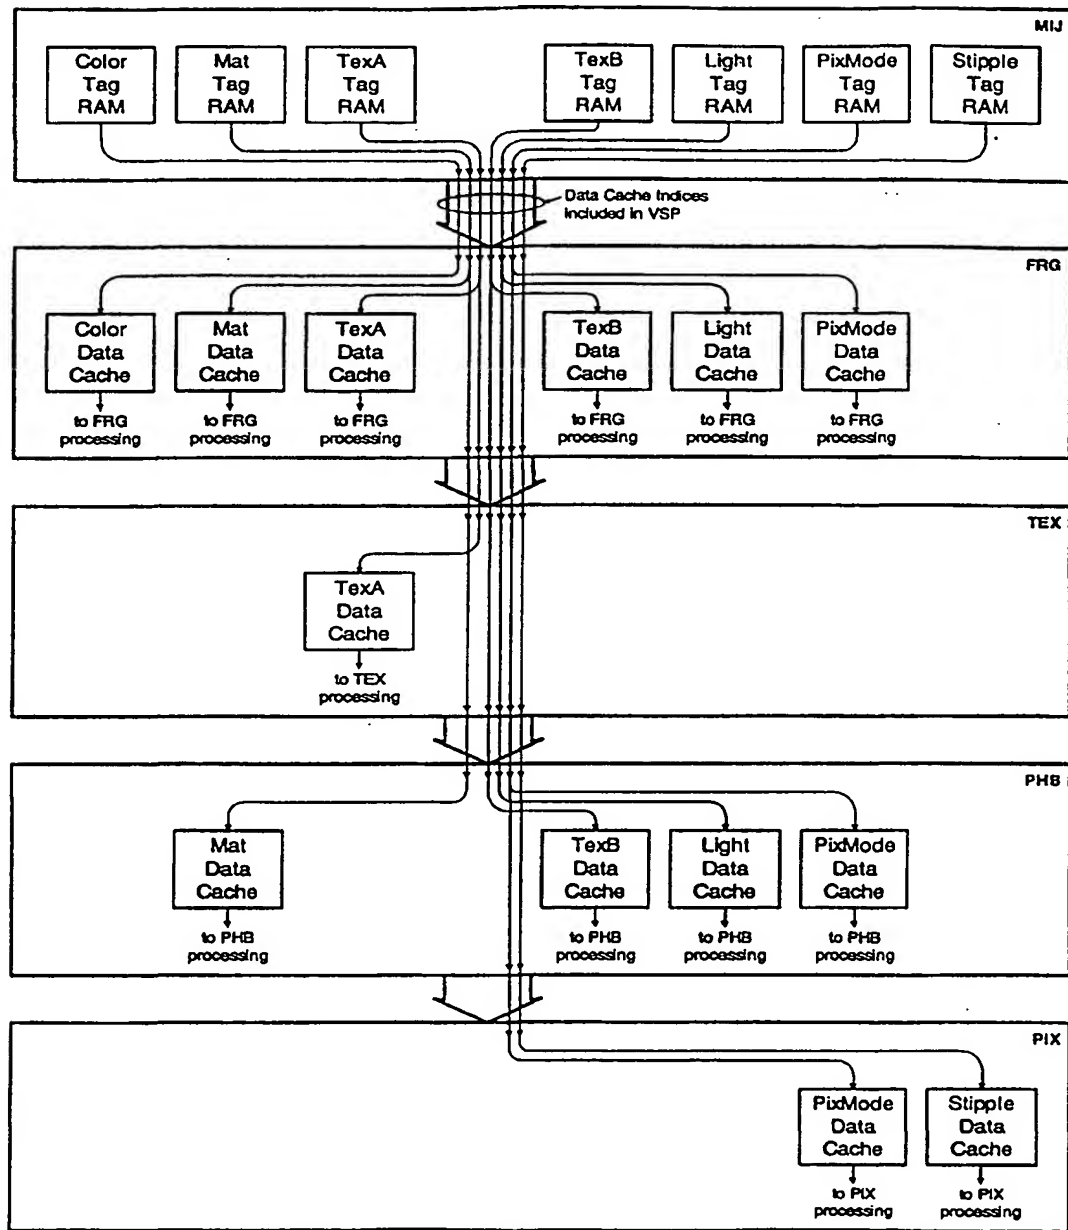 MIJ
Color
Tag
RAM
Mat
Tag
RAM
TexA
Tag
RAM
TexB
Tag
RAM
Light
Tag
RAM
PixMode
Tag
RAM
Stipple
Tag
RAM
Data Cache Indices
Included in VSP
FRG
Color
Data
Cache
Mat
Data
Cache
TexA
Data
Cache
TexB
Data
Cache
Light
Data
Cache
PixMode
Data
Cache
to FRG
processing
to FRG
processing
to FRG
processing
to FRG
processing
to FRG
processing
to FRG
processing
TEX
TexA
Data
Cache
to TEX
processing
PHB
Mat
Data
Cache
TexB
Data
Cache
Light
Data
Cache
PixMode
Data
Cache
to PHB
processing
to PHB
processing
to PHB
processing
to PHB
processing
PIX
PixMode
Data
Cache
Stipple
Data
Cache
to PIX
processing
to PIX
processing